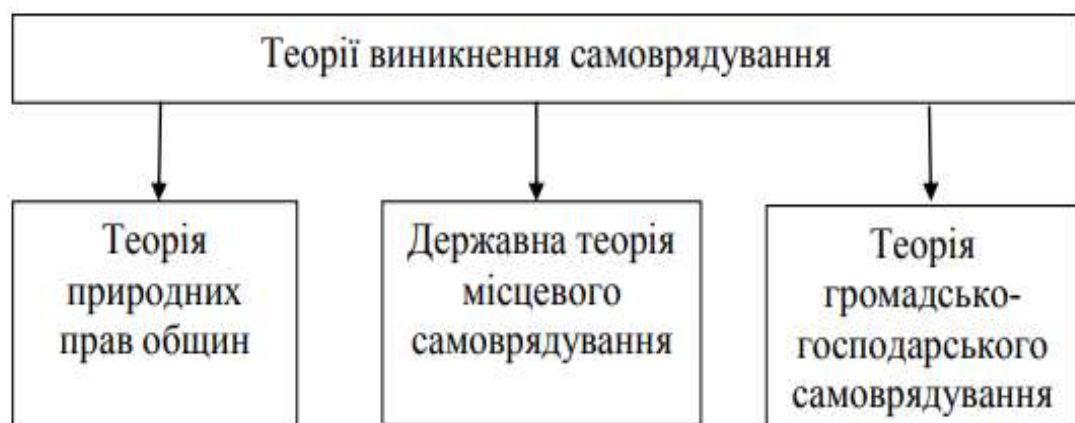 Теорії виникнення самоврядування
Теорія
природних
прав общин
Державна теорія
місцевого
самоврядування
Теорія
громадсько-
господарського
самоврядування